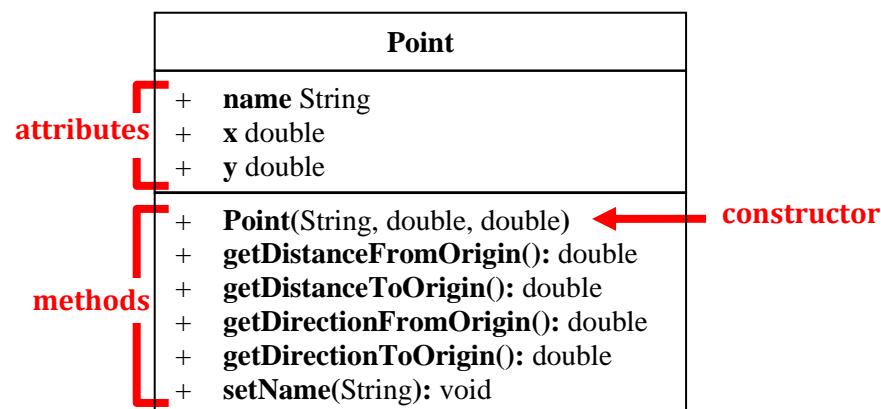 Point
attributes
+ name String
+ x double
+ y double
methods
+ Point(String, double, double)
constructor
+ getDistanceFromOrigin(): double
+ getDistanceToOrigin(): double
+ getDirectionFromOrigin(): double
+ getDirectionToOrigin(): double
+ setName(String): void